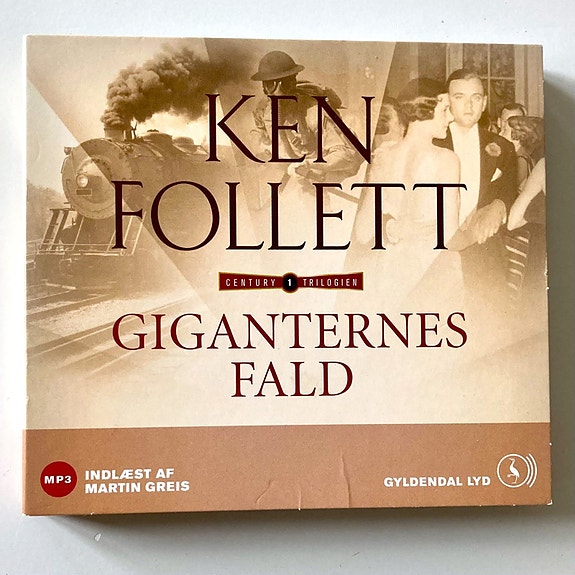 KEN
FOLLETT
CENTURY 1 TRILOGIEN
GIGANTERNES
FALD
MP3
INDLÆST AF
MARTIN GREIS
GYLDENDAL LYD